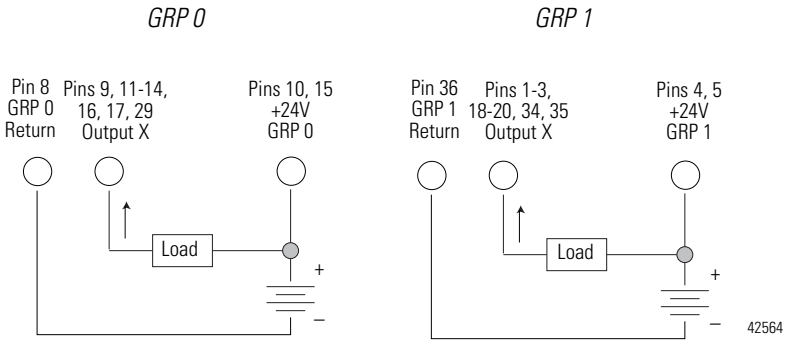 GRP 0
GRP 1
Pin 8
GRP 0
Return
Pins 9, 11-14,
16, 17, 29
Output X
Pins 10, 15
+24V
GRP 0
Pin 36
GRP 1
Return
Pins 1-3,
18-20, 34, 35
Output X
Pins 4, 5
+24V
GRP 1
Load
+
–
Load
+
–
42564